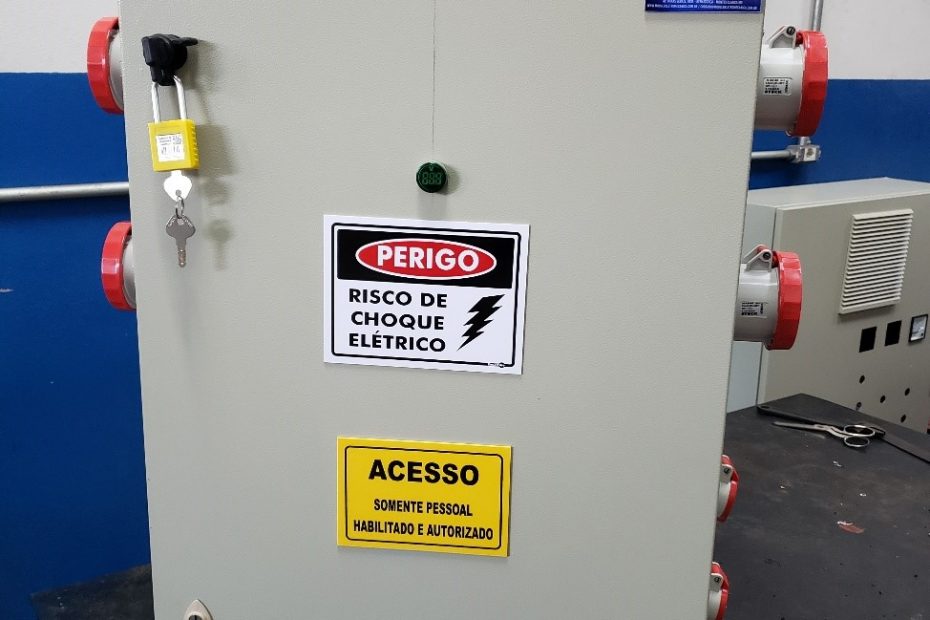 PERIGO
RISCO DE
CHOQUE
ELÉTRICO
ACESSO
SOMENTE PESSOAL
HABILITADO E AUTORIZADO